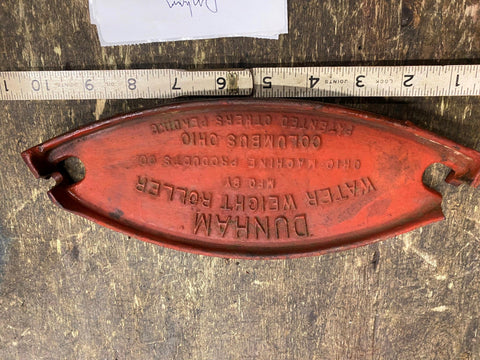 DUNHAM
WATER WEIGHT ROLLER
MFD. BY
OHIO MACHINE PRODUCTS CO.
COLUMBUS OHIO
PATENTED OTHERS PENDING
1 2 3 4 5 6 7 8 9 10